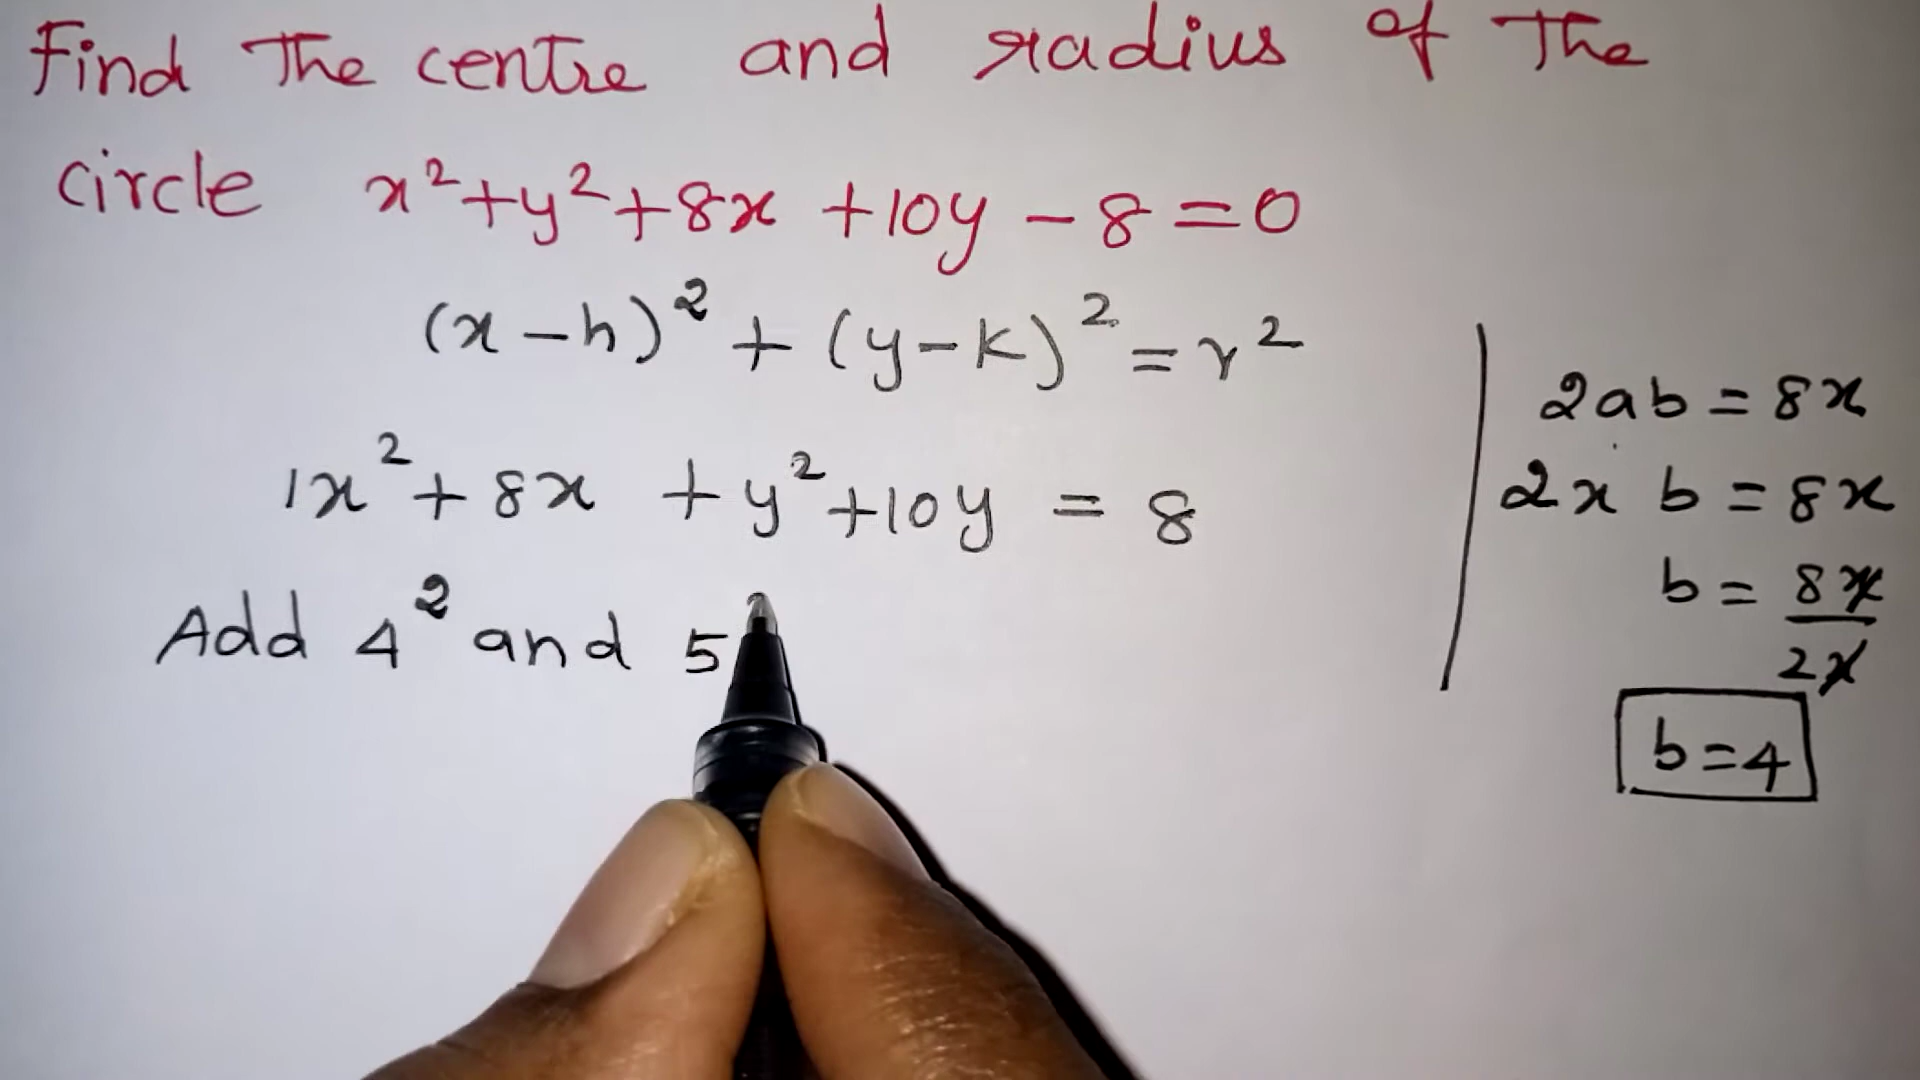 Find The centre and radius of The
circle x²+y²+8x +10y -8=0
(x-h)² + (y-k)² = r²
1x²+8x +y²+10y = 8
Add 4² and 5
2ab = 8x
2x b = 8x
b = 8x/2x
b=4